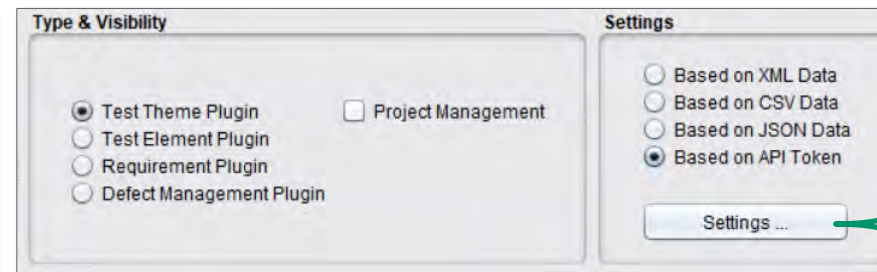 Type & Visibility
Test Theme Plugin
Project Management
Test Element Plugin
Requirement Plugin
Defect Management Plugin
Settings
Based on XML Data
Based on CSV Data
Based on JSON Data
Based on API Token
Settings ...